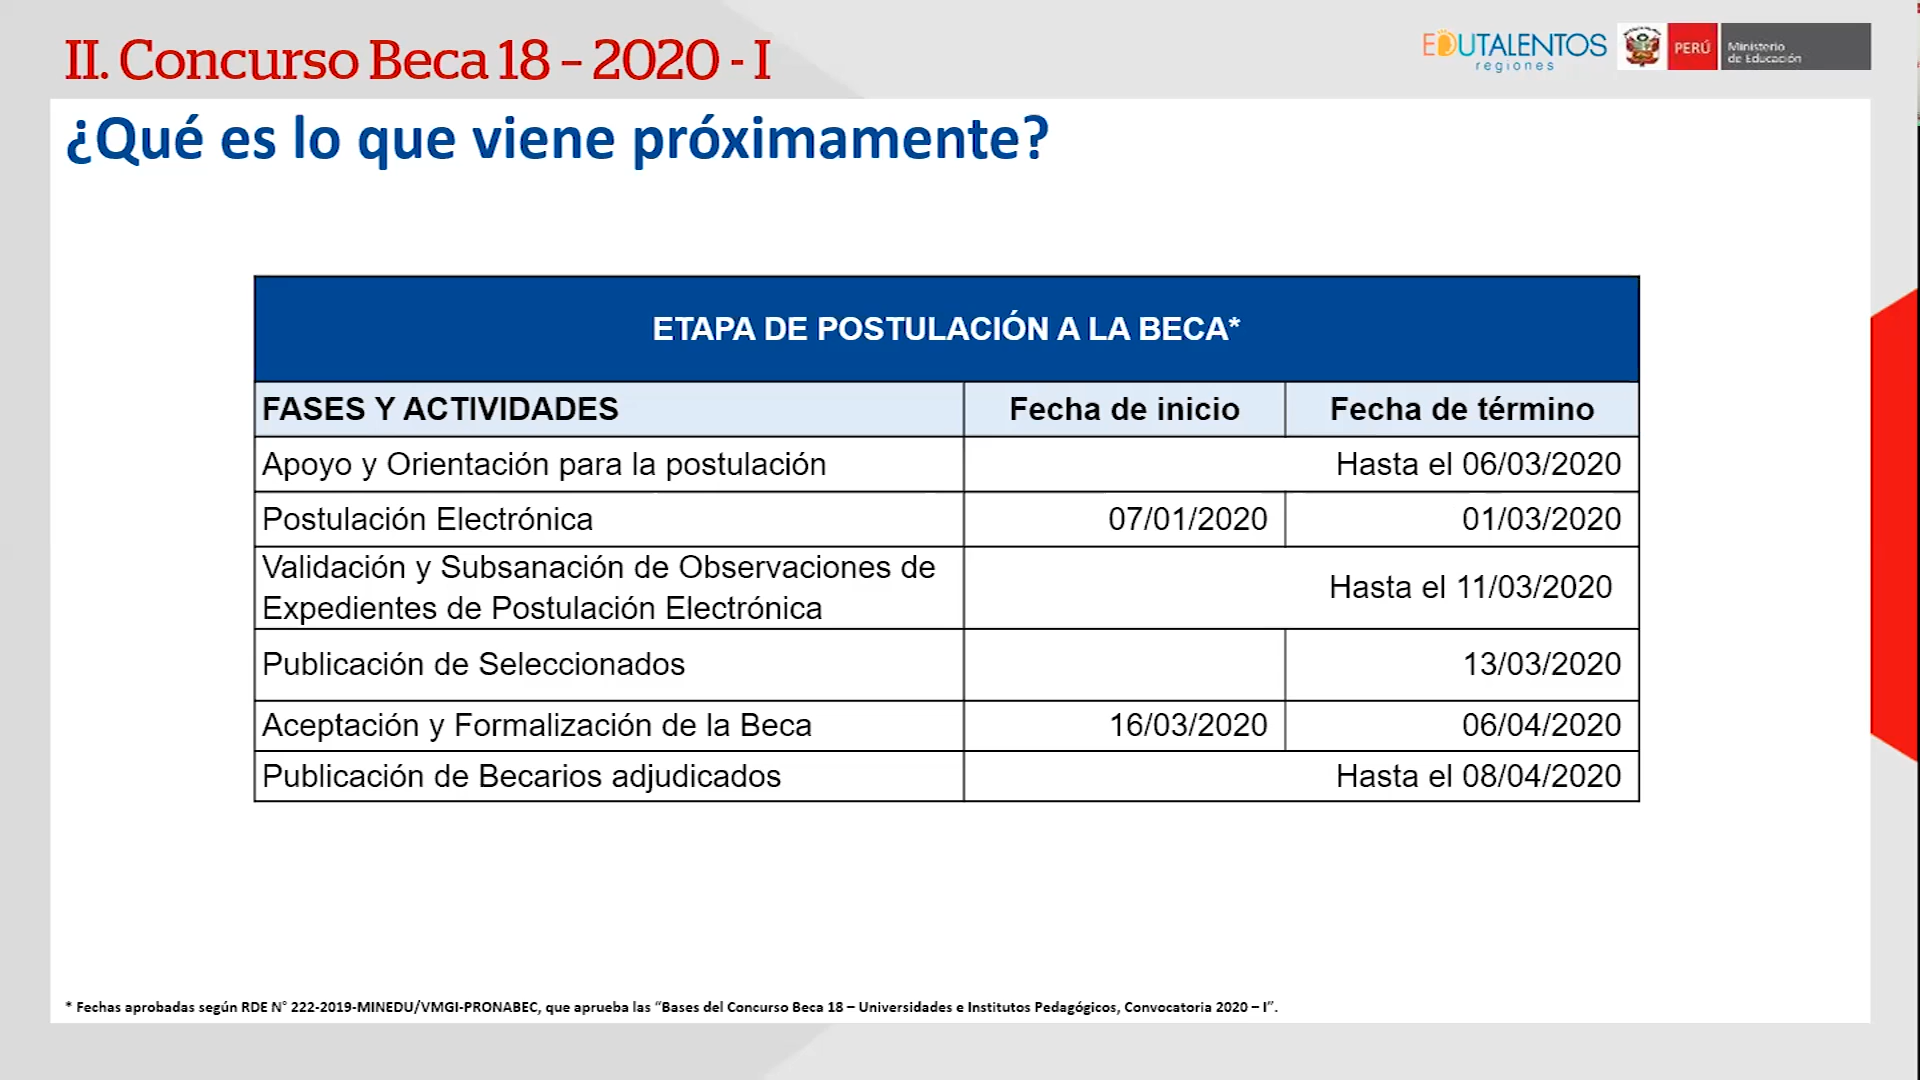 II. Concurso Beca 18 – 2020 - I
EDUTALENTOS
regiones
PERÚ
Ministerio
de Educación
¿Qué es lo que viene próximamente?
ETAPA DE POSTULACIÓN A LA BECA*
FASES Y ACTIVIDADES Fecha de inicio Fecha de término
Apoyo y Orientación para la postulación Hasta el 06/03/2020
Postulación Electrónica 07/01/2020 01/03/2020
Validación y Subsanación de Observaciones de
Expedientes de Postulación Electrónica Hasta el 11/03/2020
Publicación de Seleccionados 13/03/2020
Aceptación y Formalización de la Beca 16/03/2020 06/04/2020
Publicación de Becarios adjudicados Hasta el 08/04/2020
* Fechas aprobadas según RDE N° 222-2019-MINEDU/VMGI-PRONABEC, que aprueba las “Bases del Concurso Beca 18 – Universidades e Institutos Pedagógicos, Convocatoria 2020 – I”.